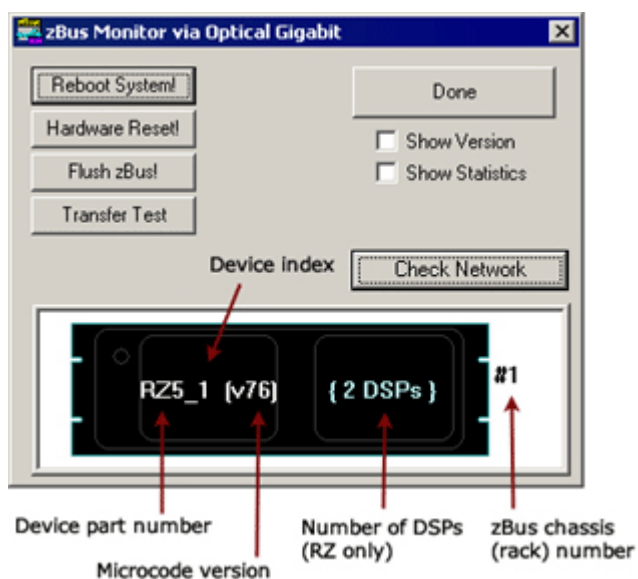 zBus Monitor via Optical Gigabit
Reboot System!
Done
Hardware Reset!
Show Version
Flush zBus!
Show Statistics
Transfer Test
Device index
Check Network
RZ5_1 (v76)
{ 2 DSPs }
#1
Device part number
Number of DSPs
(RZ only)
zBus chassis
(rack) number
Microcode version